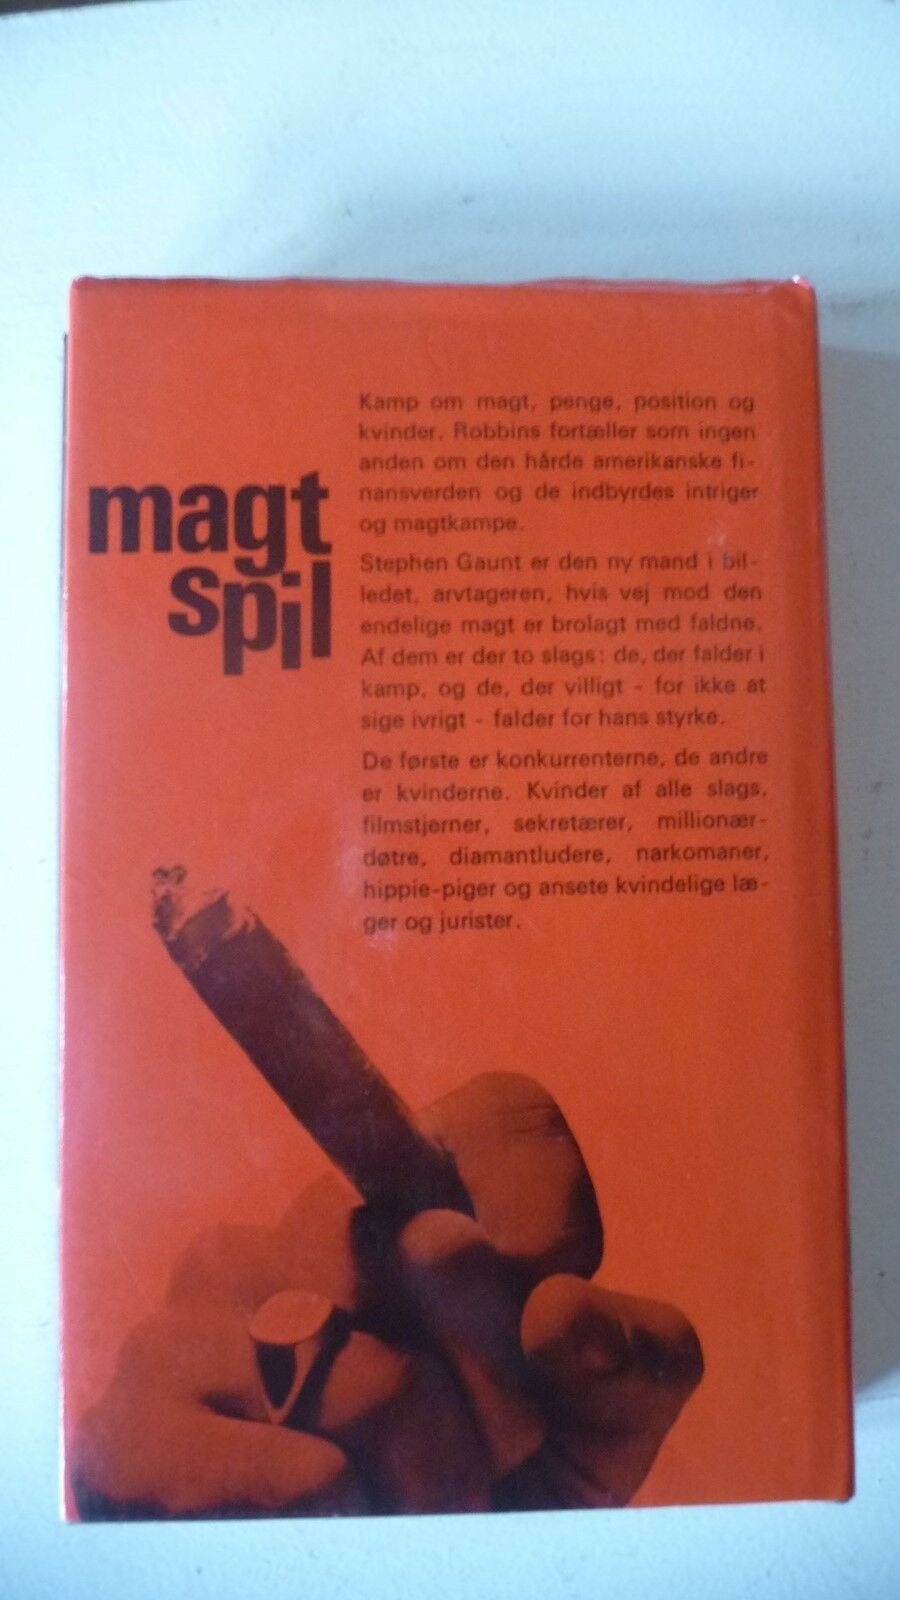 magt
spil
Kamp om magt, penge, position og
kvinder. Robbins fortæller som ingen
anden om den hårde amerikanske fi-
nansverden og de indbyrdes intriger
og magtkampe.
Stephen Gaunt er den ny mand i bil-
ledet, arvtageren, hvis vej mod den
endelige magt er brolagt med faldne.
Af dem er der to slags: de, der falder i
kamp, og de, der villigt - for ikke at
sige ivrigt - falder for hans styrke.
De første er konkurrenterne, de andre
er kvinderne. Kvinder af alle slags,
filmstjerner, sekretærer, millionær-
døtre, diamantludere, narkomaner,
hippie-piger og ansete kvindelige læ-
ger og jurister.